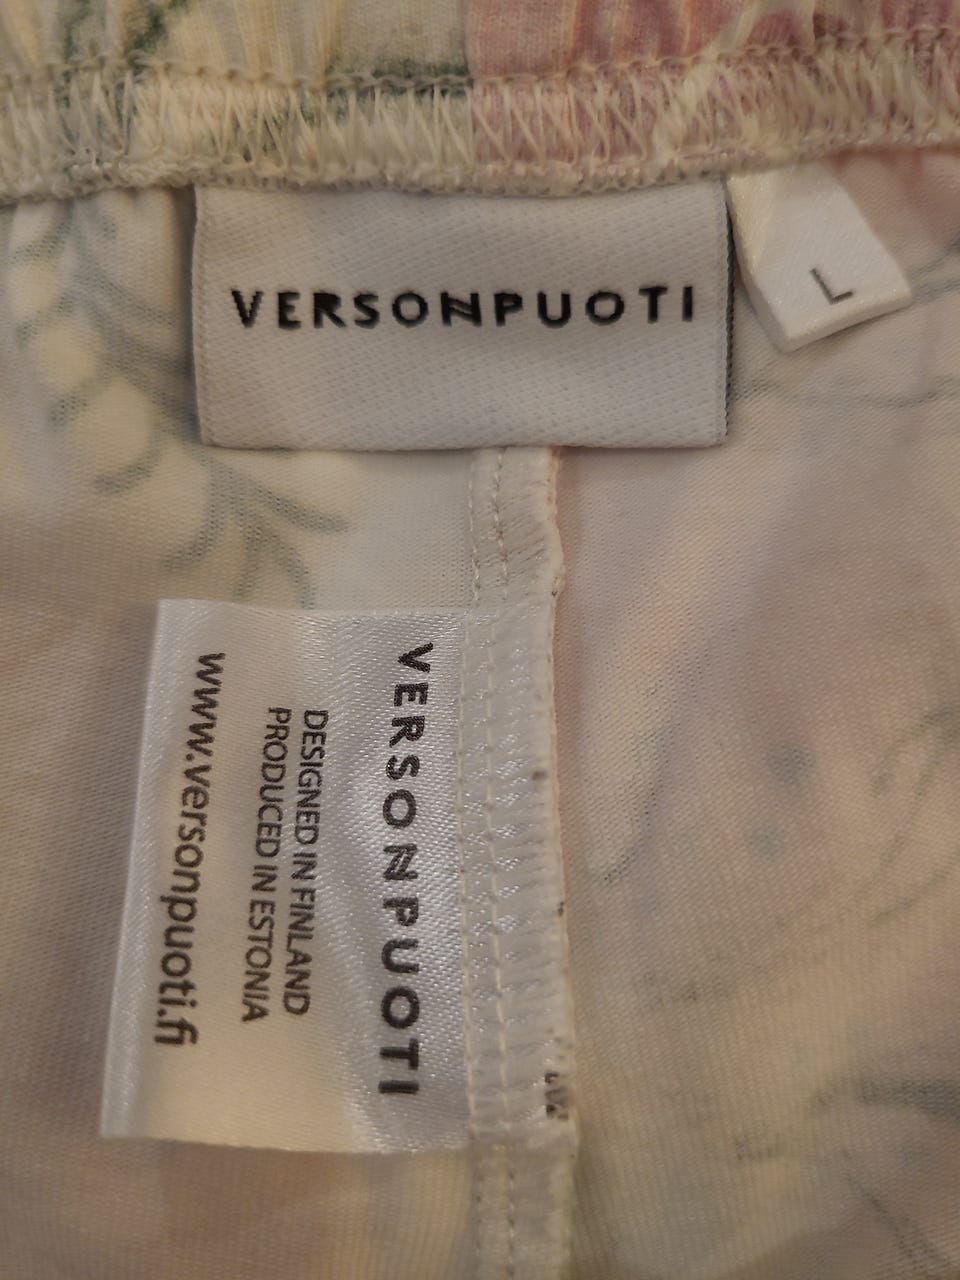 VERSONPUOTI
L
VERSONPUOTI
DESIGNED IN FINLAND
PRODUCED IN ESTONIA
www.versonpuoti.fi